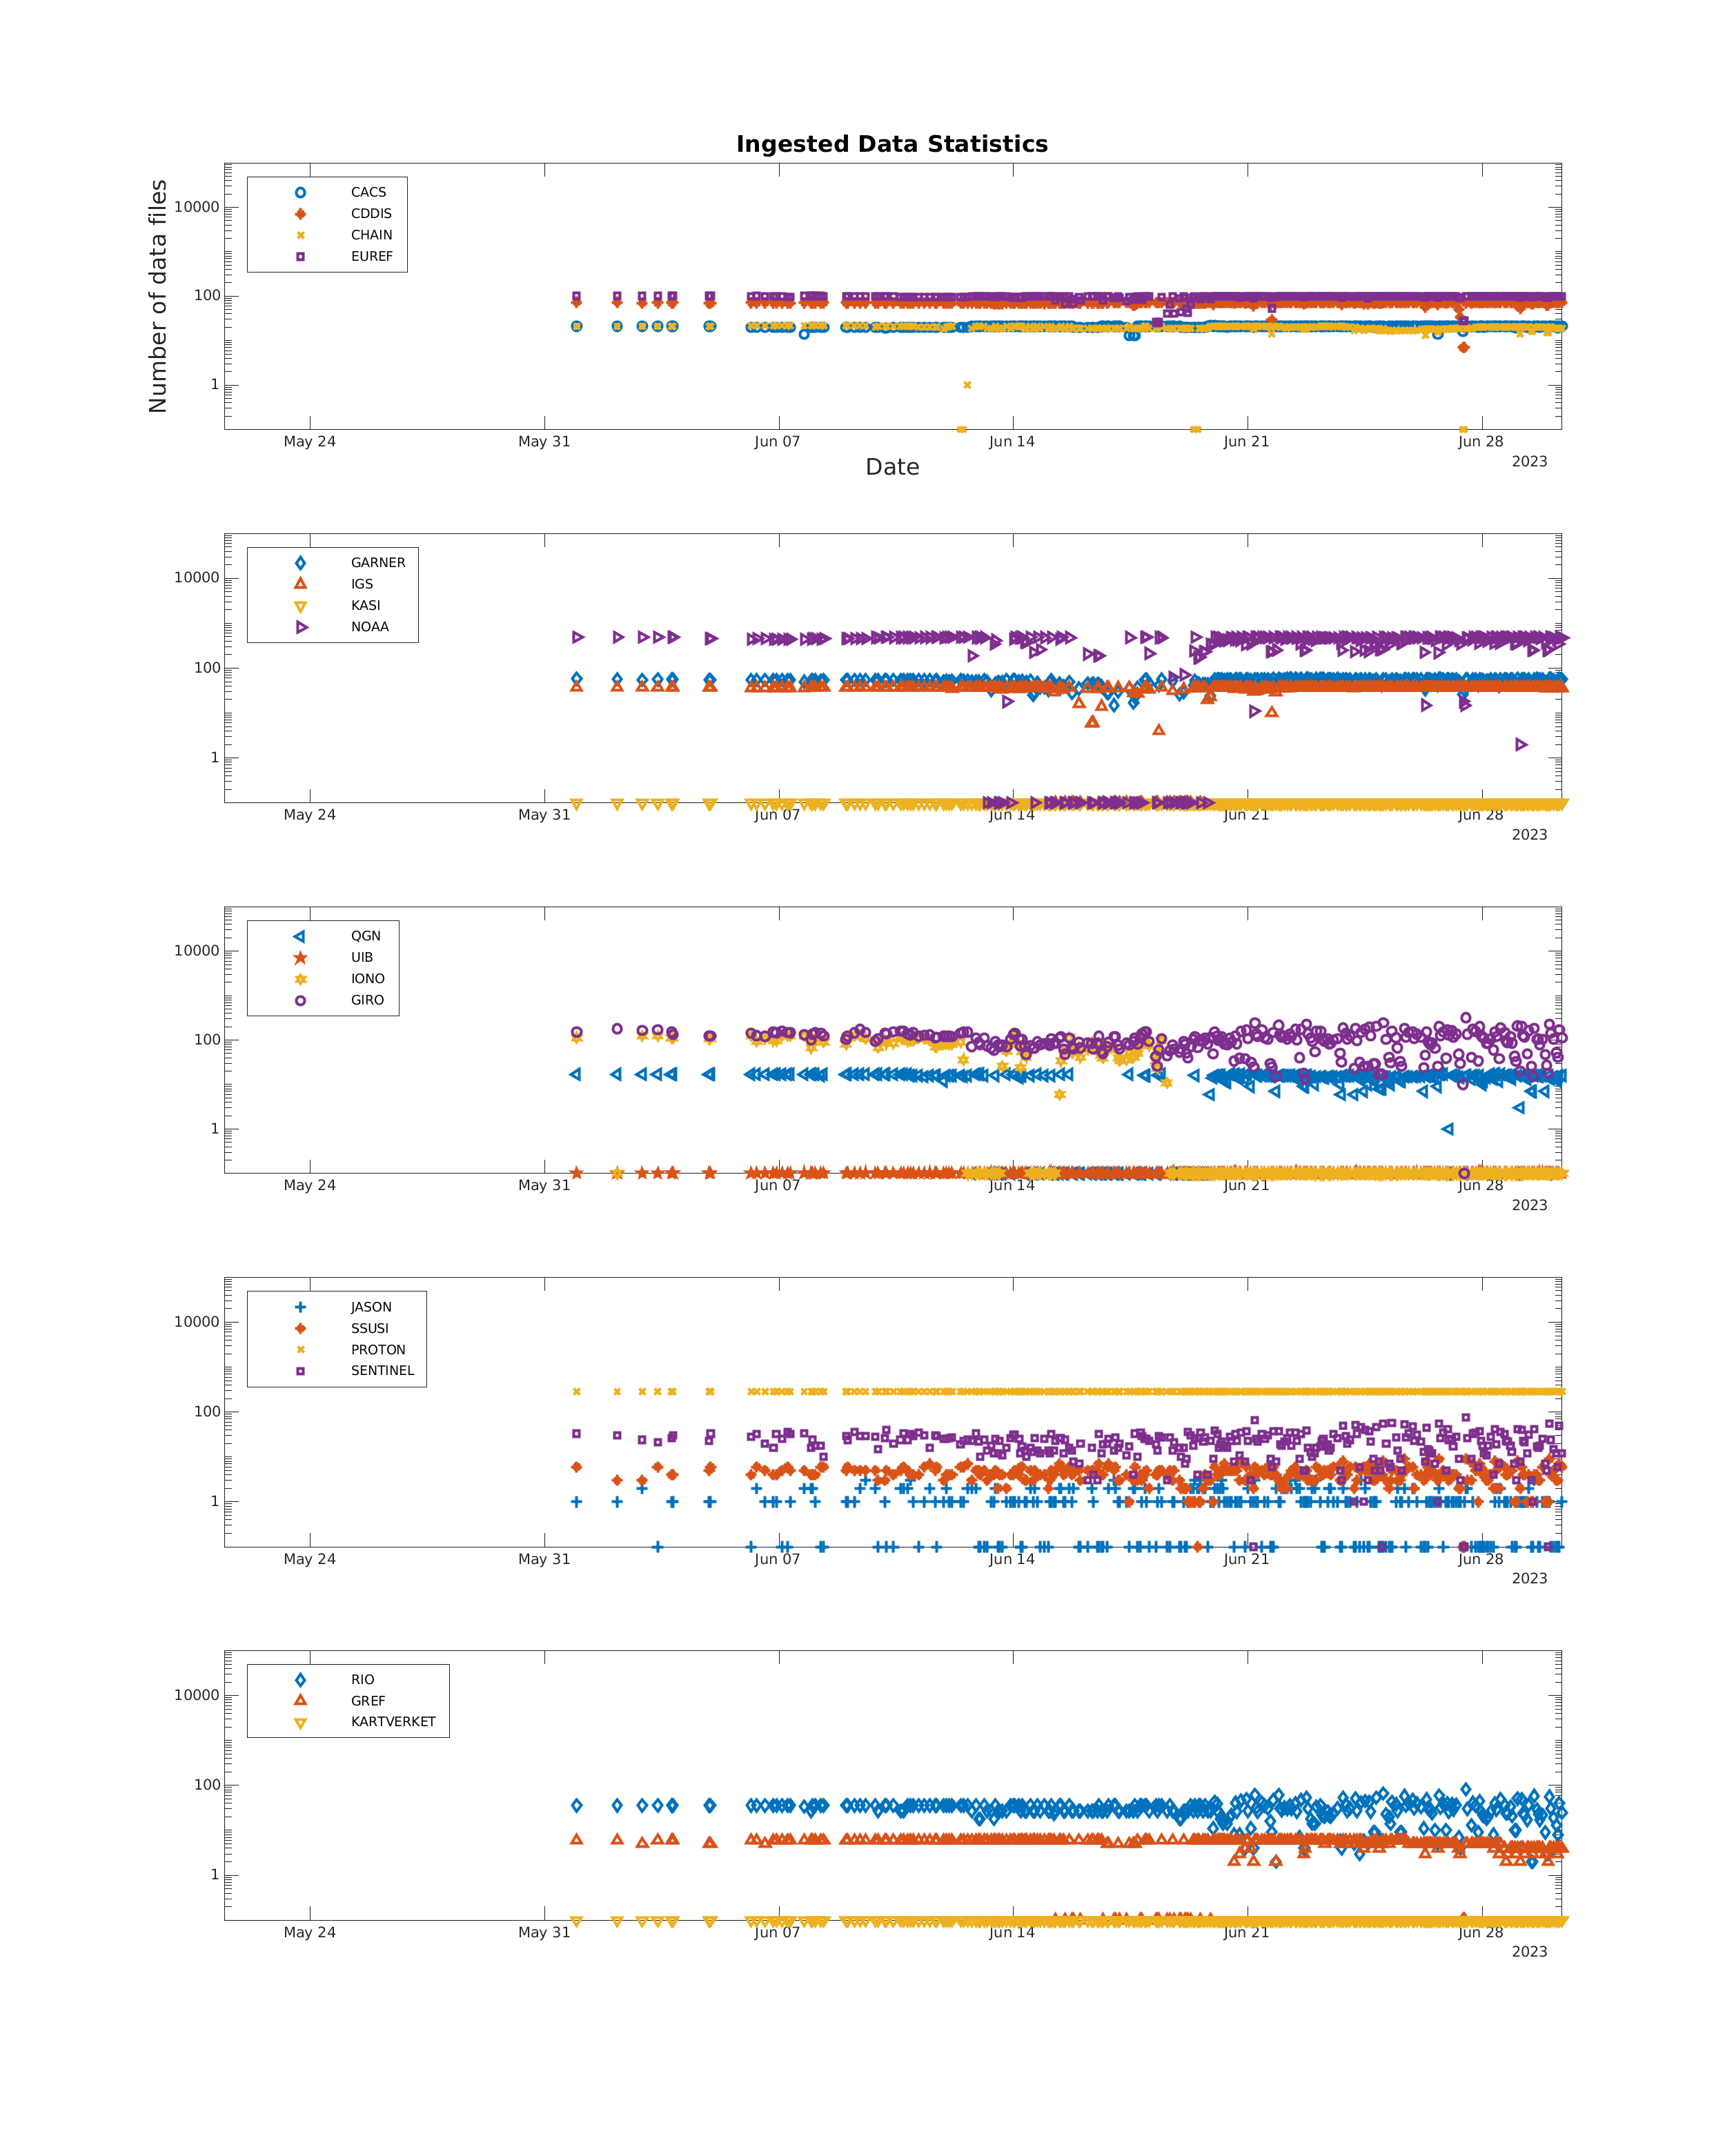 Ingested Data Statistics
Number of data files
CACS
CDDIS
CHAIN
EUREF
10000
100
1
May 24 May 31 Jun 07 Jun 14 Jun 21 Jun 28
2023
Date
GARNER
IGS
KASI
NOAA
10000
100
1
May 24 May 31 Jun 07 Jun 14 Jun 21 Jun 28
2023
QGN
UIB
IONO
GIRO
10000
100
1
May 24 May 31 Jun 07 Jun 14 Jun 21 Jun 28
2023
JASON
SSUSI
PROTON
SENTINEL
10000
100
1
May 24 May 31 Jun 07 Jun 14 Jun 21 Jun 28
2023
RIO
GREF
KARTVERKET
10000
100
1
May 24 May 31 Jun 07 Jun 14 Jun 21 Jun 28
2023